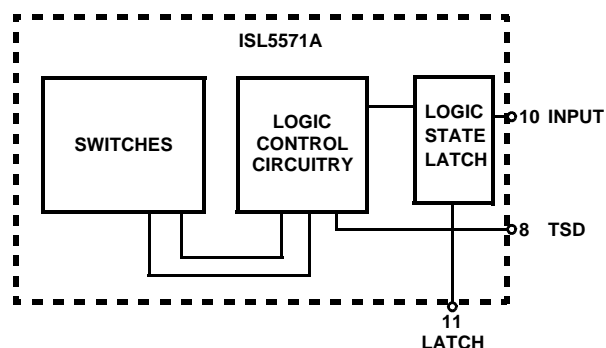 ISL5571A
SWITCHES
LOGIC
CONTROL
CIRCUITRY
LOGIC
STATE
LATCH
10 INPUT
8 TSD
11
LATCH